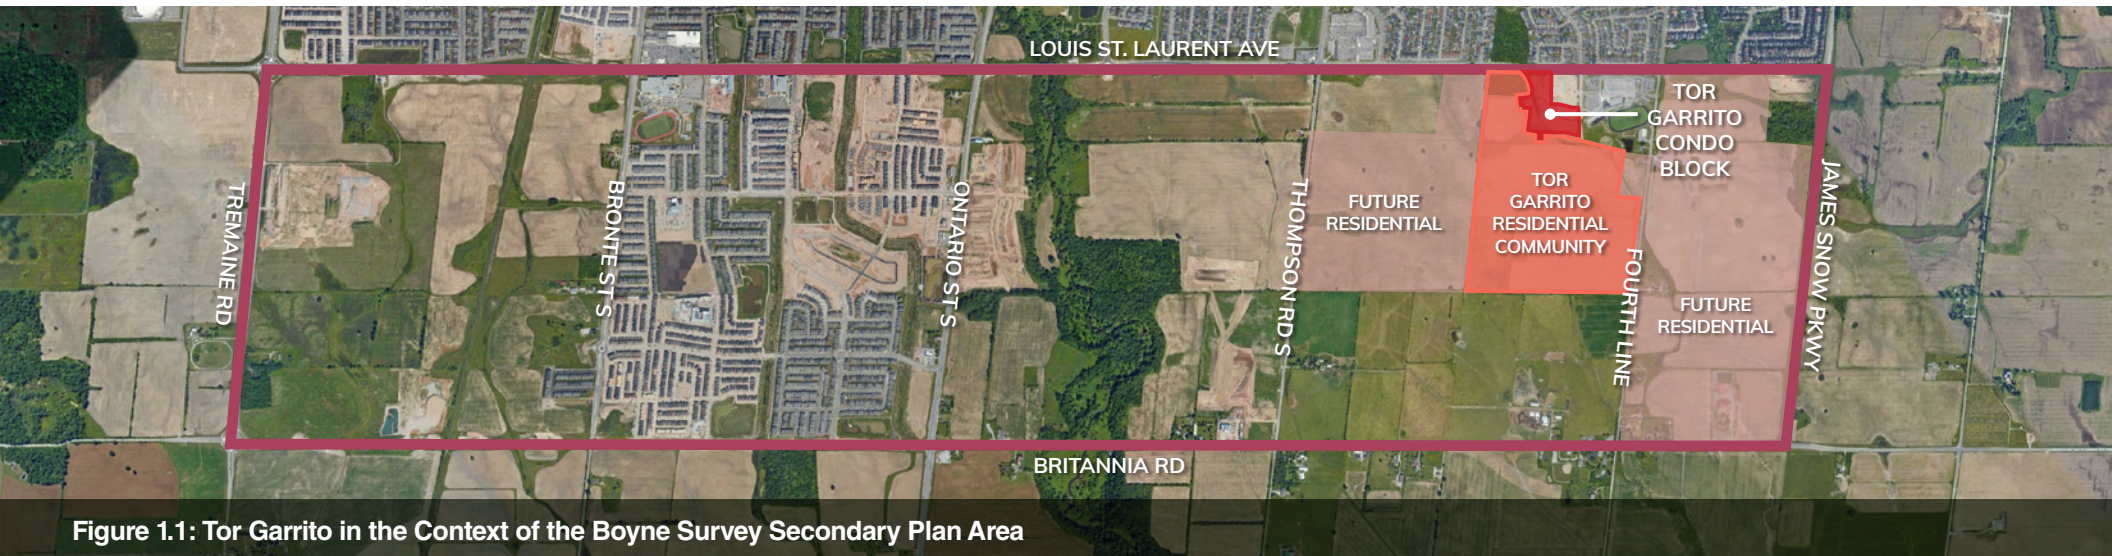 LOUIS ST. LAURENT AVE
TOR
GARRITO
CONDO
BLOCK
TREMAINE RD
BRONTE ST S
ONTARIO ST S
THOMPSON RD S
FUTURE
RESIDENTIAL
TOR
GARRITO
RESIDENTIAL
COMMUNITY
FOURTH LINE
FUTURE
RESIDENTIAL
JAMES SNOW PKWY
BRITANNIA RD
Figure 1.1: Tor Garrito in the Context of the Boyne Survey Secondary Plan Area